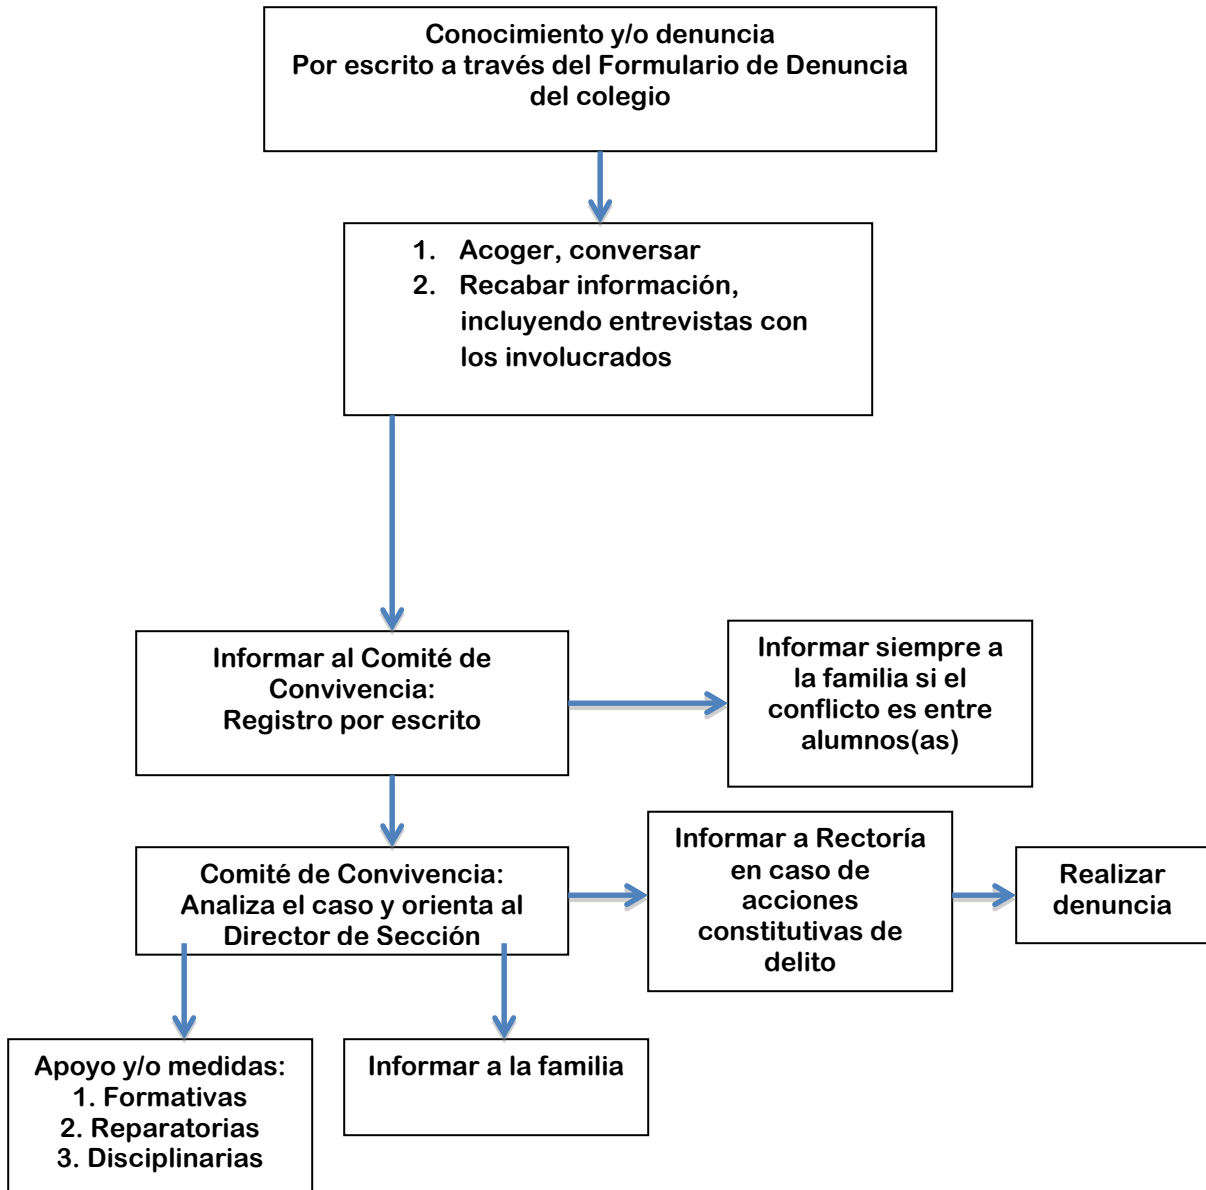 Conocimiento y/o denuncia
Por escrito a través del Formulario de Denuncia
del colegio
1. Acoger, conversar
2. Recabar información,
incluyendo entrevistas con
los involucrados
Informar al Comité de
Convivencia:
Registro por escrito
Informar siempre a
la familia si el
conflicto es entre
alumnos(as)
Comité de Convivencia:
Analiza el caso y orienta al
Director de Sección
Informar a Rectoría
en caso de
acciones
constitutivas de
delito
Realizar
denuncia
Apoyo y/o medidas:
1. Formativas
2. Reparatorias
3. Disciplinarias
Informar a la familia